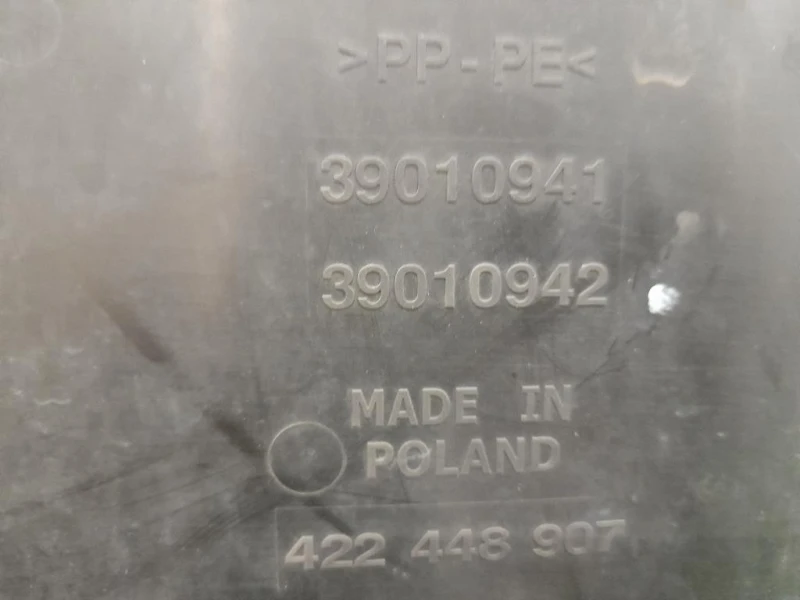 >PP-PE<
39010941
39010942
MADE IN
POLAND
422 448 907